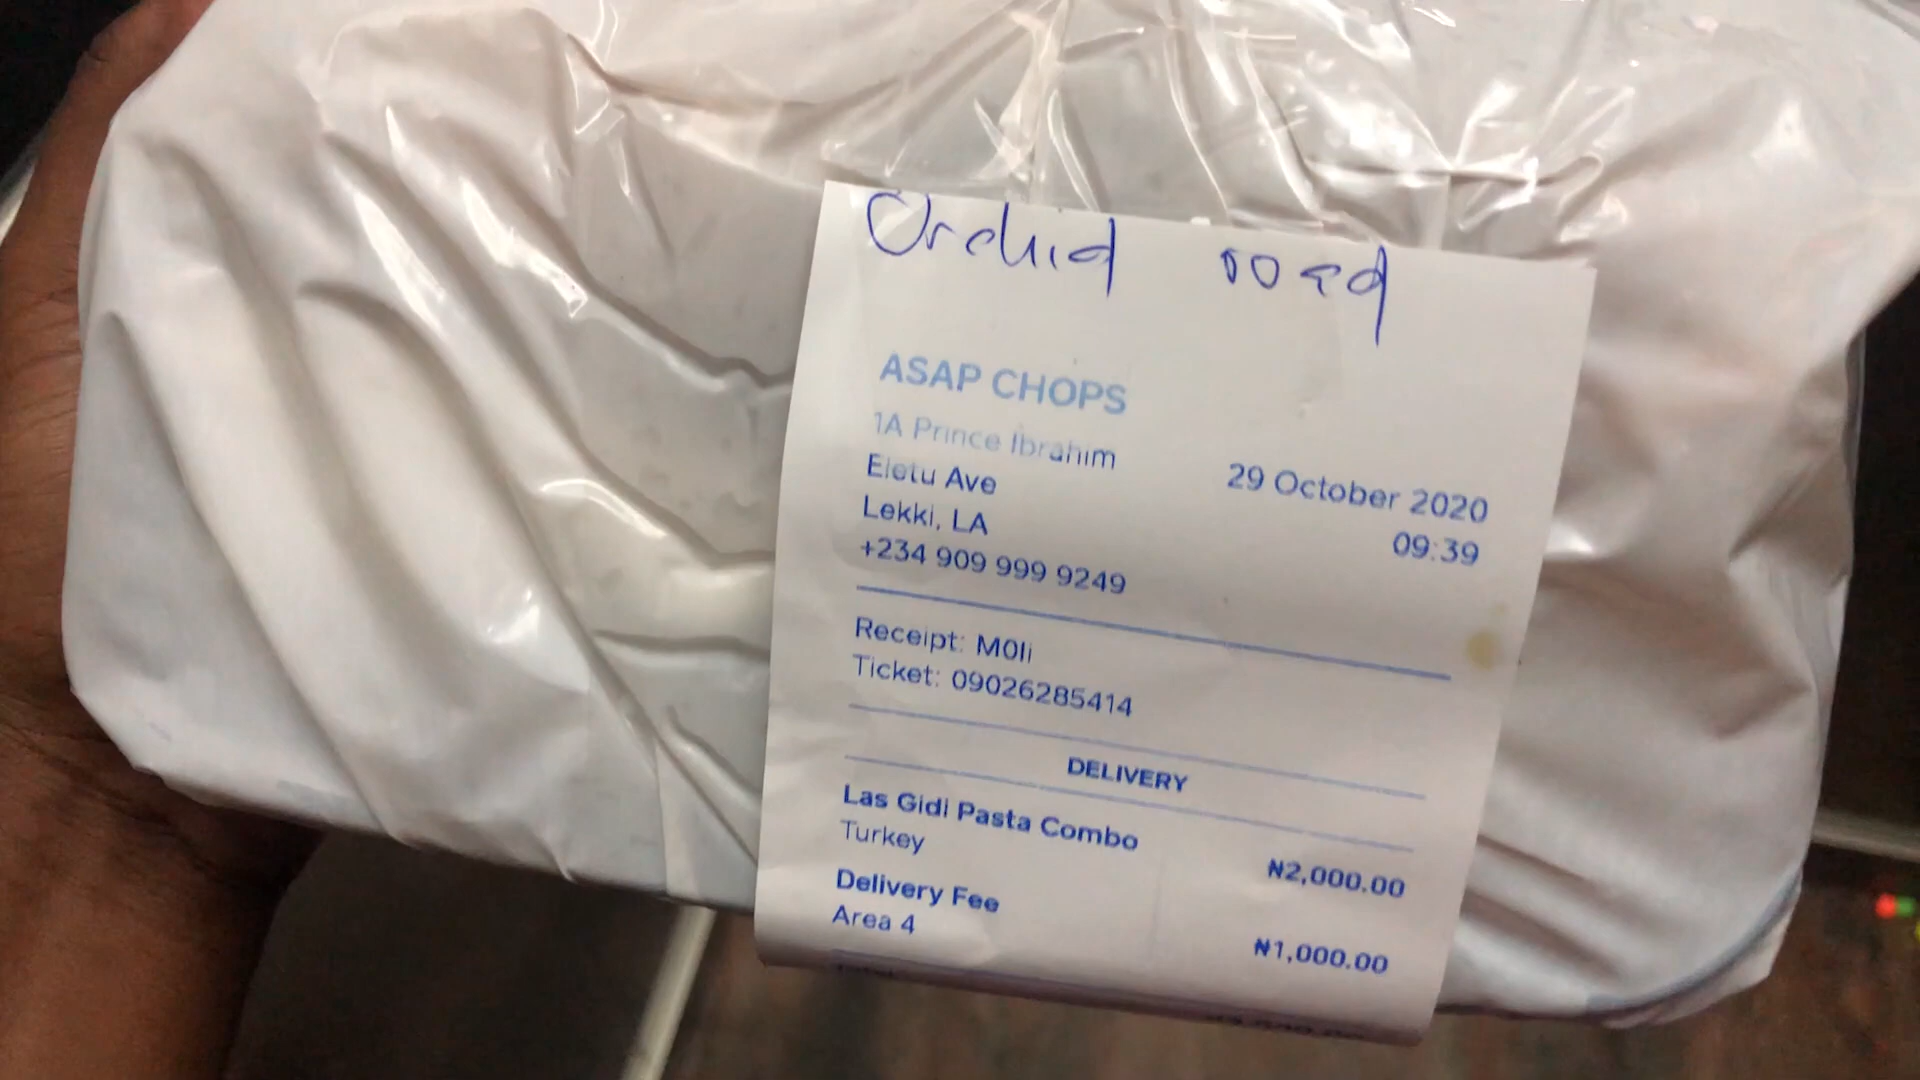 Orchid road
ASAP CHOPS
1A Prince Ibrahim
Eletu Ave
Lekki, LA
+234 909 999 9249
29 October 2020
09:39
Receipt: M0li
Ticket: 09026285414
DELIVERY
Las Gidi Pasta Combo
Turkey
₦2,000.00
Delivery Fee
Area 4
₦1,000.00